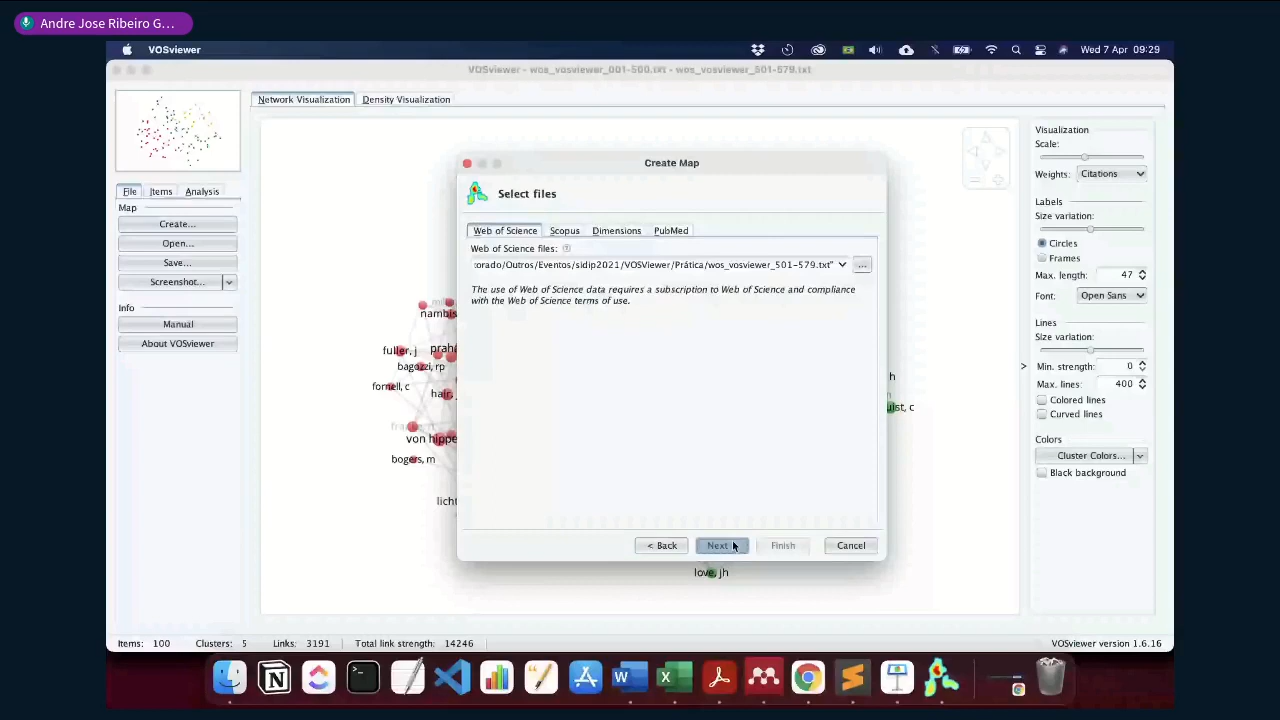 Andre Jose Ribeiro G...
VOSviewer
Wed 7 Apr 09:29
VOSviewer - wos_vosviewer_001-500.txt - wos_vosviewer_501-579.txt
Network Visualization
Density Visualization
File
Items
Analysis
Map
Create...
Open...
Save...
Screenshot...
Info
Manual
About VOSviewer
Create Map
Select files
Web of Science
Scopus
Dimensions
PubMed
Web of Science files:
:orado/Outros/Eventos/sidip2021/VOSViewer/Prática/wos_vosviewer_501-579.txt"
...
The use of Web of Science data requires a subscription to Web of Science and compliance
with the Web of Science terms of use.
< Back
Next
Finish
Cancel
nambis
fuller, j
prah
bagozzi, rp
fornell, c
hair,
von hippe
bogers, m
licht
h
uist, c
love, jh
Visualization
Scale:
Weights:
Citations
Labels
Size variation:
Circles
Frames
Max. length:
47
Font:
Open Sans
Lines
Size variation:
Min. strength:
0
Max. lines:
400
Colored lines
Curved lines
Colors
Cluster Colors...
Black background
>
Items: 100
Clusters: 5
Links: 3191
Total link strength: 14246
VOSviewer version 1.6.16